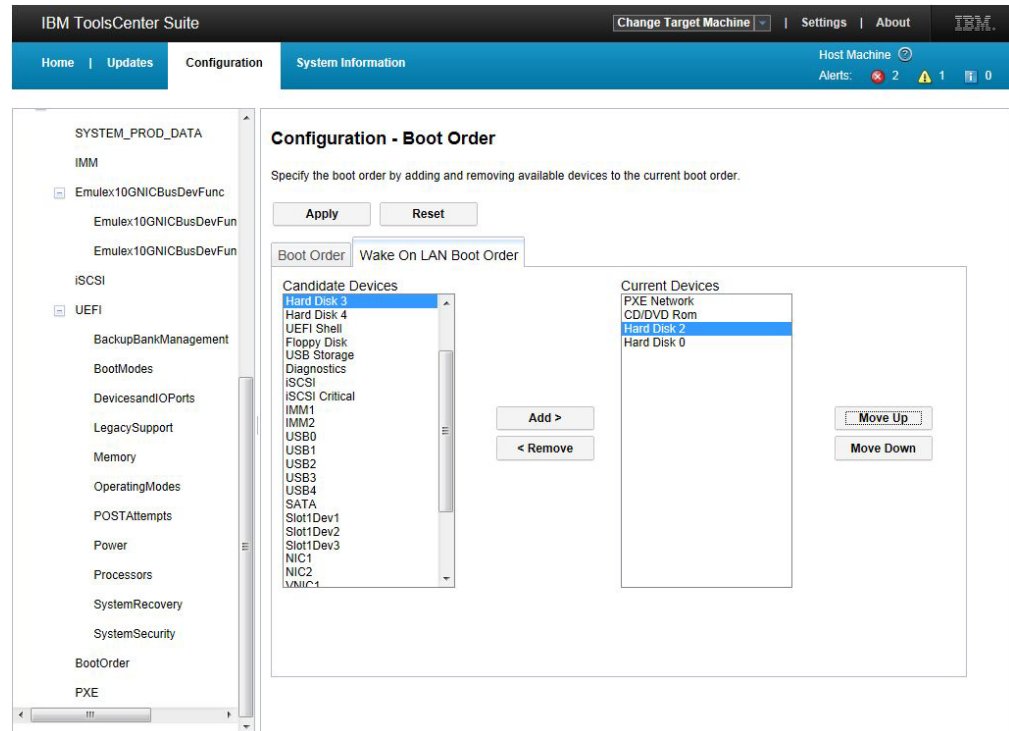 IBM ToolsCenter Suite
Change Target Machine | Settings | About IBM.
Home | Updates Configuration System Information
Host Machine
Alerts: 2 1 0
SYSTEM_PROD_DATA
IMM
Emulex10GNICBusDevFunc
Emulex10GNICBusDevFun
Emulex10GNICBusDevFun
iSCSI
UEFI
BackupBankManagement
BootModes
DevicesandIOPorts
LegacySupport
Memory
OperatingModes
POSTAttempts
Power
Processors
SystemRecovery
SystemSecurity
BootOrder
PXE
Configuration - Boot Order
Specify the boot order by adding and removing available devices to the current boot order.
Apply Reset
Boot Order Wake On LAN Boot Order
Candidate Devices
Hard Disk 3
Hard Disk 4
UEFI Shell
Floppy Disk
USB Storage
Diagnostics
iSCSI
iSCSI Critical
IMM1
IMM2
USB0
USB1
USB2
USB3
USB4
SATA
Slot1Dev1
Slot1Dev2
Slot1Dev3
NIC1
NIC2
VNIC1
Add >
< Remove
Current Devices
PXE Network
CD/DVD Rom
Hard Disk 2
Hard Disk 0
Move Up
Move Down